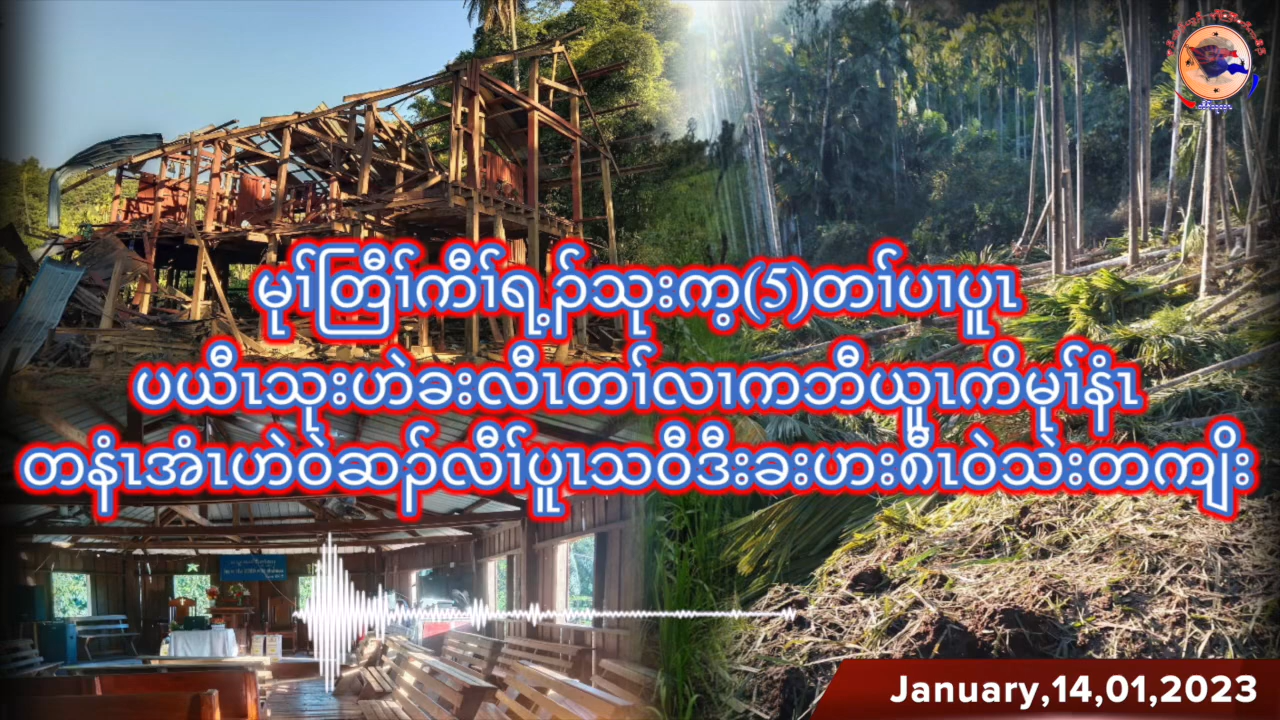 မုၢ်တြီၢ်ကီၢ်ရ့ၣ်သုးက့(5)တၢ်ပၢပူၤ
ပယီၤသုးဟဲခးလီၤတၢ်လၢကဘီယူၤကိမုၢ်နံၤ
တနံၤအံၤဟဲဝဲဆၣ်လီၢ်ပူၤသဝီဒီးခးဟးဂီၤဝဲသဲးတကျိး
January,14,01,2023